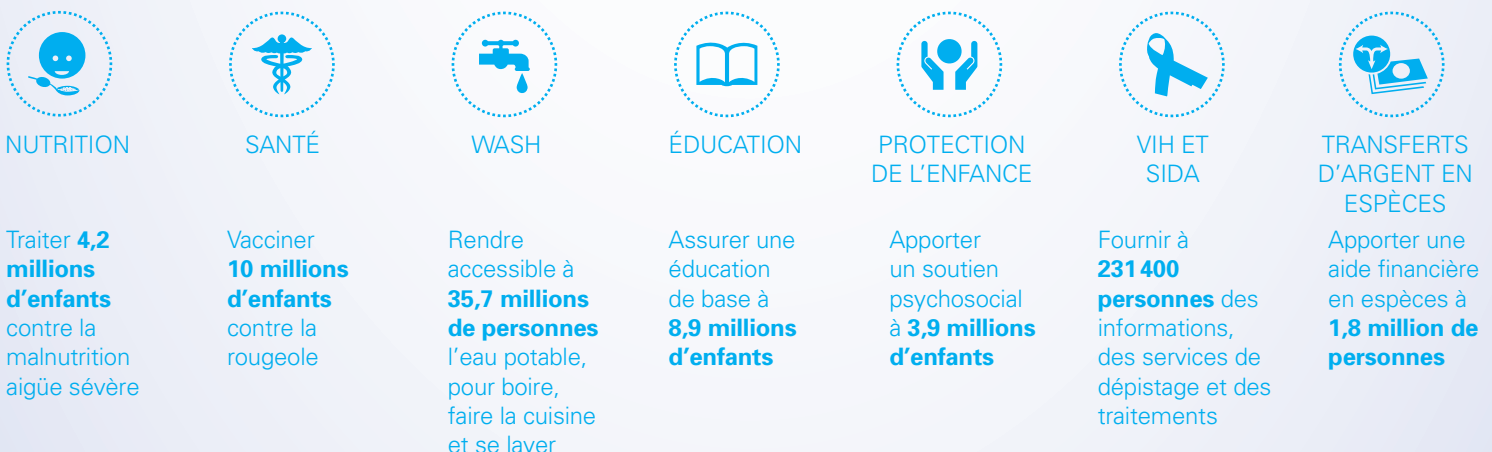 NUTRITION
Traiter 4,2
millions
d’enfants
contre la
malnutrition
aigüe sévère
SANTÉ
Vacciner
10 millions
d’enfants
contre la
rougeole
WASH
Rendre
accessible à
35,7 millions
de personnes
l’eau potable,
pour boire,
faire la cuisine
et se laver
ÉDUCATION
Assurer une
éducation
de base à
8,9 millions
d’enfants
PROTECTION
DE L’ENFANCE
Apporter
un soutien
psychosocial
à 3,9 millions
d’enfants
VIH ET
SIDA
Fournir à
231 400
personnes des
informations,
des services de
dépistage et des
traitements
TRANSFERTS
D’ARGENT EN
ESPÈCES
Apporter une
aide financière
en espèces à
1,8 million de
personnes